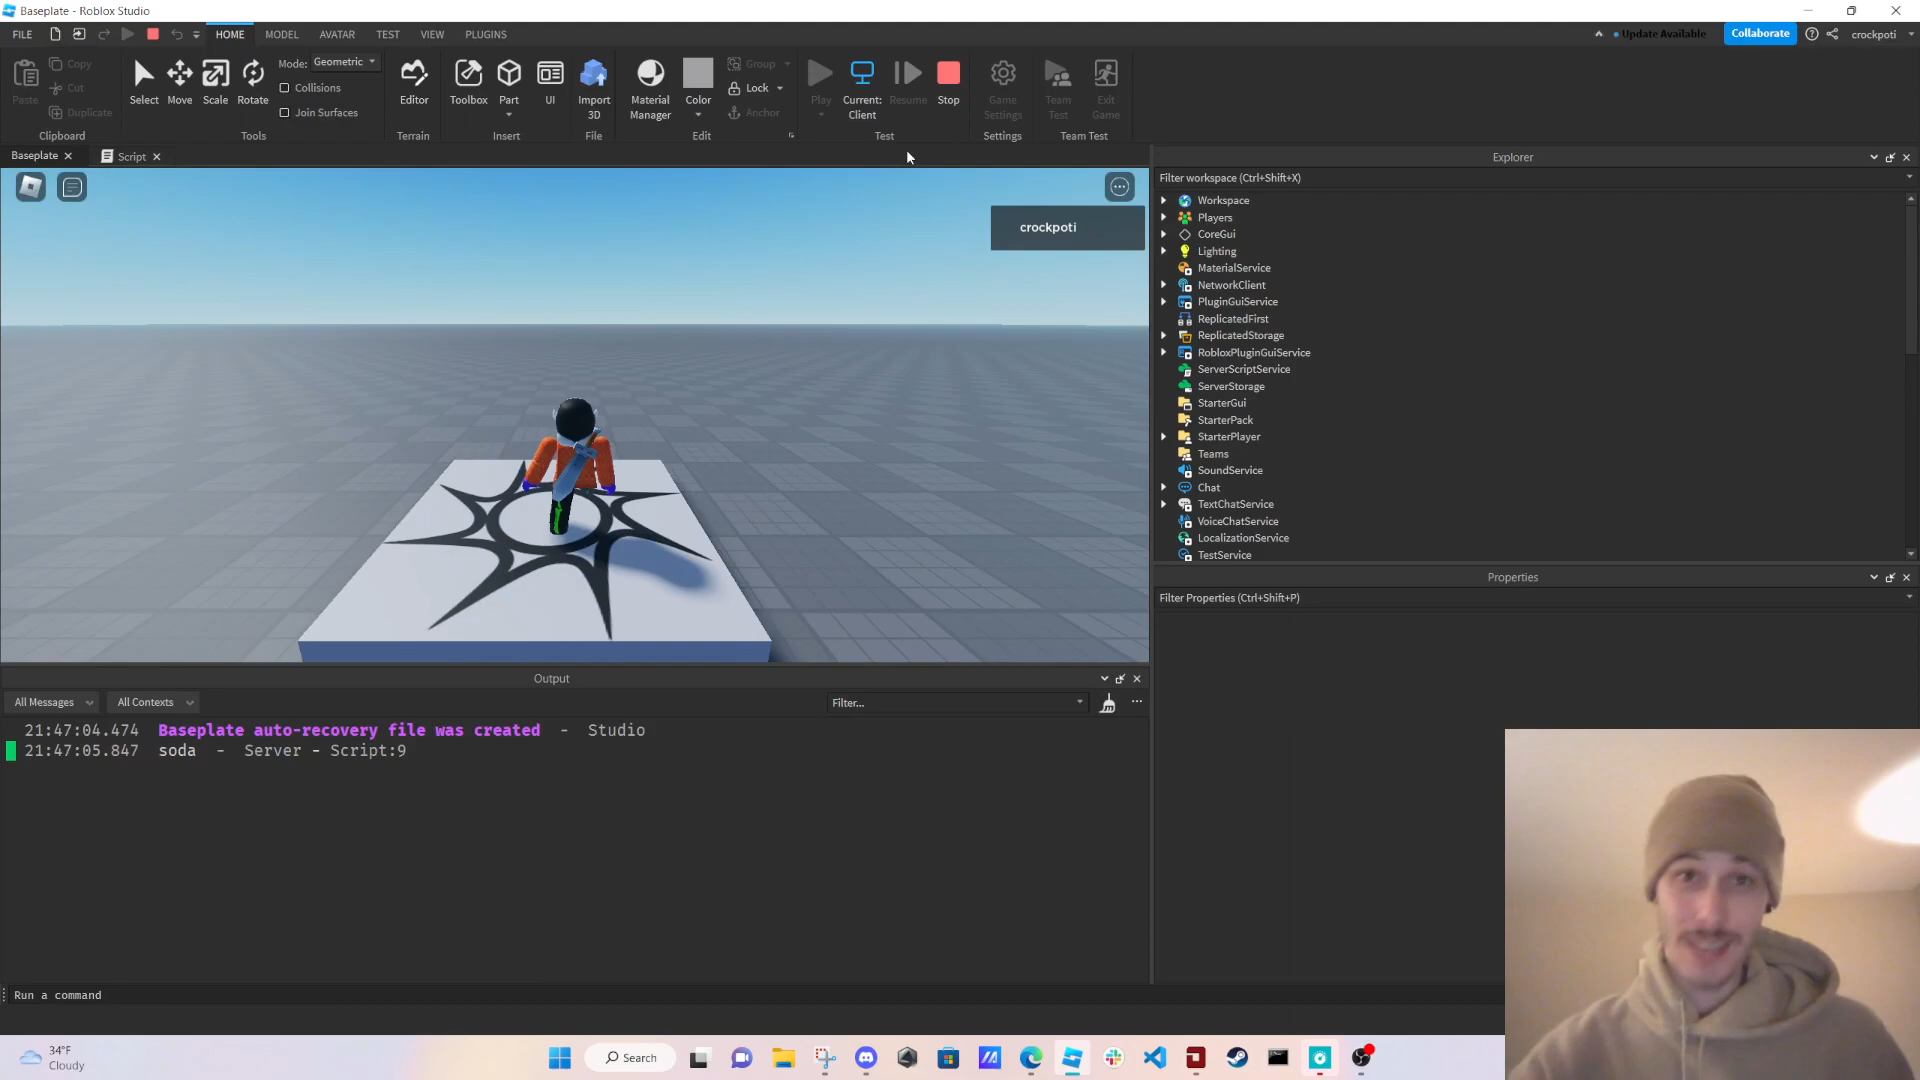 Baseplate - Roblox Studio
FILE
HOME
MODEL
AVATAR
TEST
VIEW
PLUGINS
Update Available
Collaborate
crockpoti
Paste
Copy
Cut
Duplicate
Clipboard
Select
Move
Scale
Rotate
Mode: Geometric
Collisions
Join Surfaces
Tools
Editor
Terrain
Toolbox
Part
UI
Insert
Import
3D
File
Material
Manager
Color
Group
Lock
Anchor
Edit
Play
Current:
Client
Resume
Stop
Test
Game
Settings
Settings
Team
Test
Exit
Game
Team Test
Baseplate
Script
crockpoti
Explorer
Filter workspace (Ctrl+Shift+X)
Workspace
Players
CoreGui
Lighting
MaterialService
NetworkClient
PluginGuiService
ReplicatedFirst
ReplicatedStorage
RobloxPluginGuiService
ServerScriptService
ServerStorage
StarterGui
StarterPack
StarterPlayer
Teams
SoundService
Chat
TextChatService
VoiceChatService
LocalizationService
TestService
Properties
Filter Properties (Ctrl+Shift+P)
Output
All Messages
All Contexts
Filter...
21:47:04.474 Baseplate auto-recovery file was created - Studio
21:47:05.847 soda - Server - Script:9
Run a command
34°F
Cloudy
Search